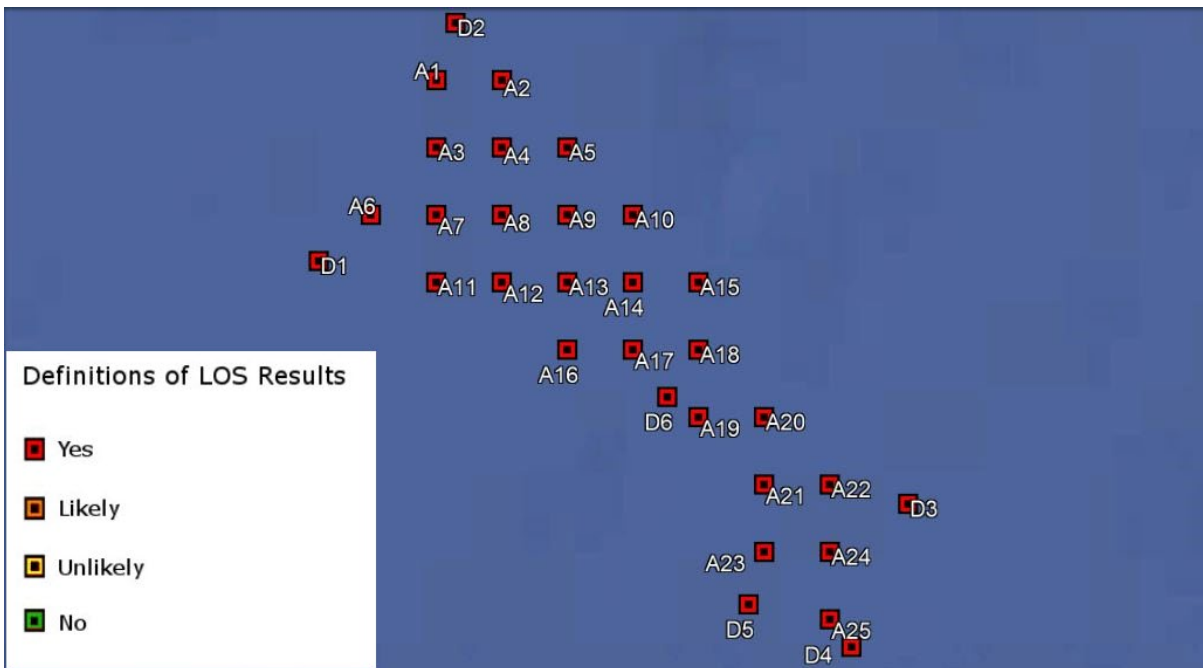 D2
A1
A2
A3
A4
A5
A6
A7
A8
A9
A10
D1
A11
A12
A13
A14
A15
A16
A17
A18
D6
A19
A20
A21
A22
D3
A23
A24
D5
A25
D4
Definitions of LOS Results
Yes
Likely
Unlikely
No